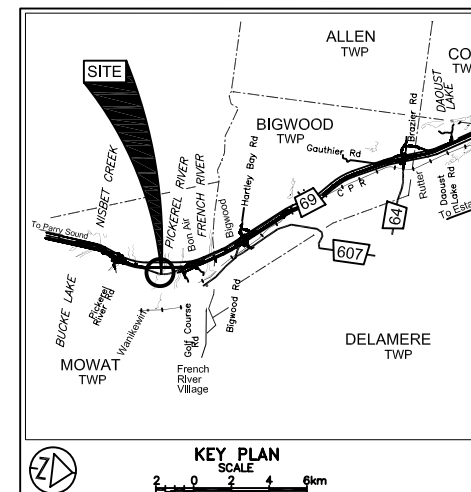 ALLEN
TWP
CO
TW
SITE
DAOUST
LAKE
Brazier Rd
BIGWOOD
TWP
Gauthier Rd
Hartley Bay Rd
NISBET CREEK
PICKEREL RIVER
FRENCH RIVER
Bon Air
Bigwood
69
C P R
Rutter
Daoust
Lake Rd
64
To Esta
607
To Parry Sound
BUCKE LAKE
Pickerel
River Rd
Wanikewin
Golf Course
Rd
Bigwood Rd
MOWAT
TWP
French
River Village
DELAMERE
TWP
Z
KEY PLAN
SCALE
2 0 2 4 6km